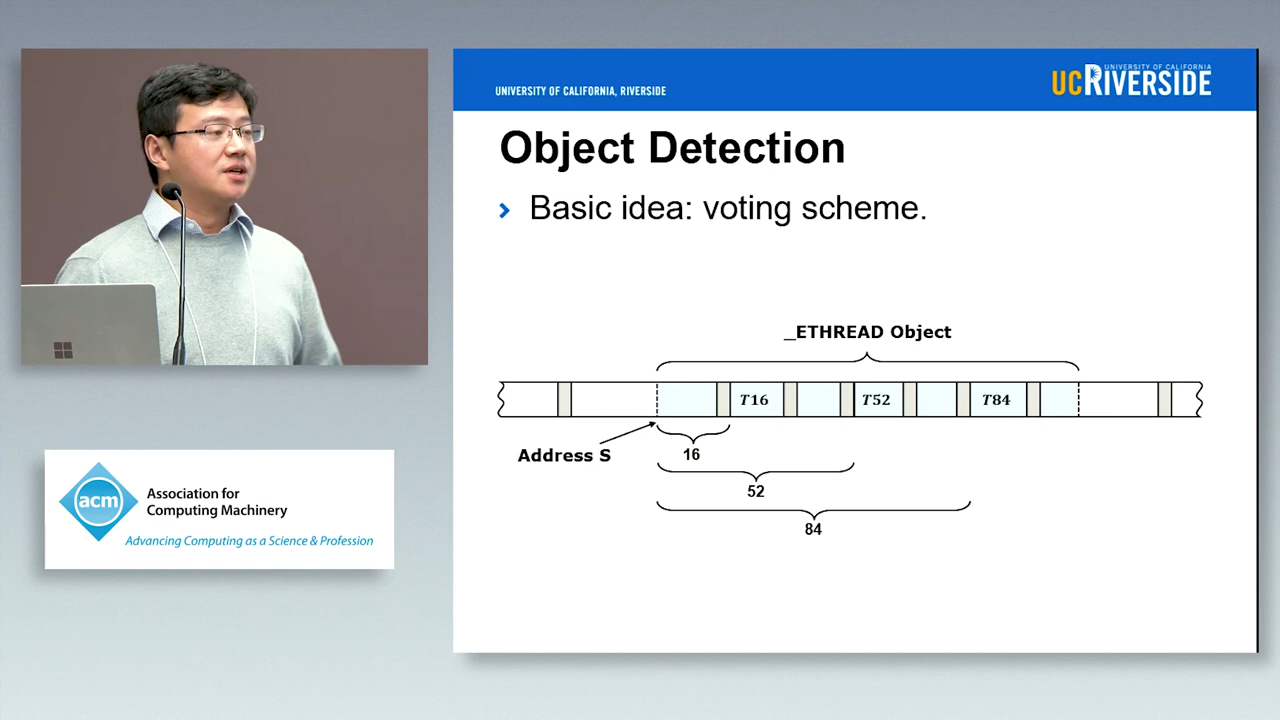 UNIVERSITY OF CALIFORNIA, RIVERSIDE
UNIVERSITY OF CALIFORNIA
UCRIVERSIDE
Object Detection
› Basic idea: voting scheme.
_ETHREAD Object
T16 T52 T84
Address S
16
52
84
acm
Association for
Computing Machinery
Advancing Computing as a Science & Profession